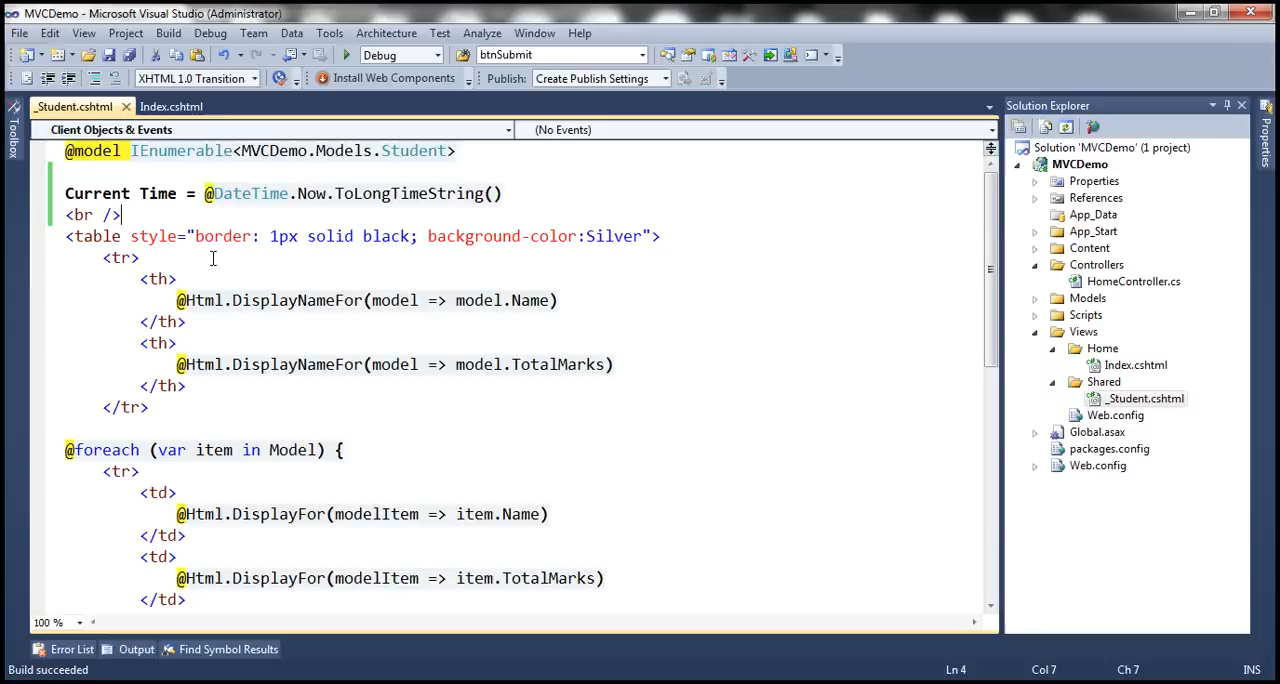 MVCDemo - Microsoft Visual Studio (Administrator)
File Edit View Project Build Debug Team Data Tools Architecture Test Analyze Window Help
Debug btnSubmit
XHTML 1.0 Transition Install Web Components Publish: Create Publish Settings
_Student.cshtml Index.cshtml
Client Objects & Events (No Events)
Toolbox
@model IEnumerable<MVCDemo.Models.Student>
Current Time = @DateTime.Now.ToLongTimeString()
<br />
<table style="border: 1px solid black; background-color:Silver">
<tr>
<th>
@Html.DisplayNameFor(model => model.Name)
</th>
<th>
@Html.DisplayNameFor(model => model.TotalMarks)
</th>
</tr>
@foreach (var item in Model) {
<tr>
<td>
@Html.DisplayFor(modelItem => item.Name)
</td>
<td>
@Html.DisplayFor(modelItem => item.TotalMarks)
</td>
100 %
Solution Explorer
Solution 'MVCDemo' (1 project)
MVCDemo
Properties
References
App_Data
App_Start
Content
Controllers
HomeController.cs
Models
Scripts
Views
Home
Index.cshtml
Shared
_Student.cshtml
Web.config
Global.asax
packages.config
Web.config
Properties
Error List Output Find Symbol Results
Build succeeded Ln 4 Col 7 Ch 7 INS